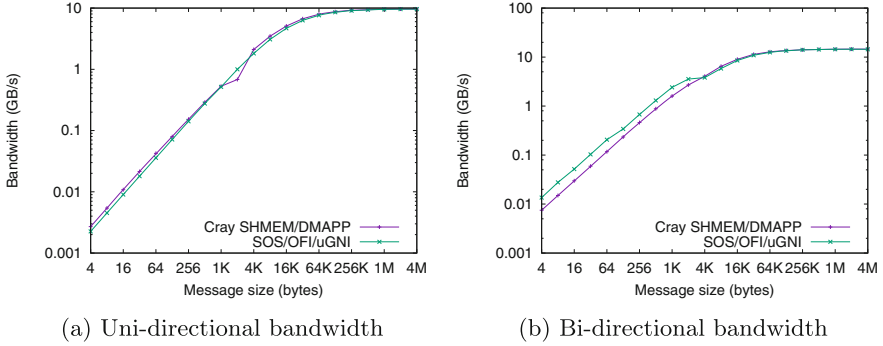 10
1
0.1
0.01
0.001
Bandwidth (GB/s)
Cray SHMEM/DMAPP
SOS/OFI/uGNI
4 16 64 256 1K 4K 16K 64K 256K 1M 4M
Message size (bytes)
(a) Uni-directional bandwidth
100
10
1
0.1
0.01
0.001
Bandwidth (GB/s)
Cray SHMEM/DMAPP
SOS/OFI/uGNI
4 16 64 256 1K 4K 16K 64K 256K 1M 4M
Message size (bytes)
(b) Bi-directional bandwidth